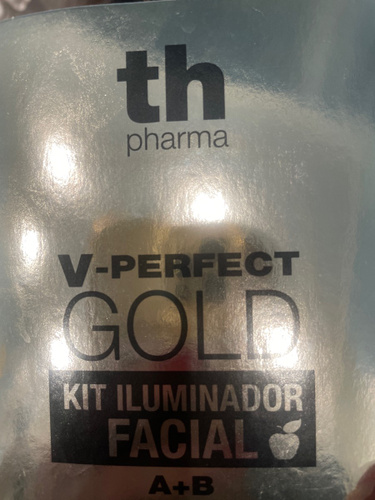 th
pharma
V-PERFECT
GOLD
KIT ILUMINADOR
FACIAL
A+B